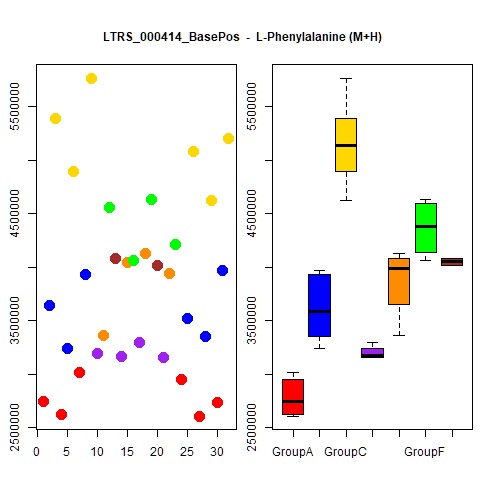 LTRS_000414_BasePos - L-Phenylalanine (M+H)
5500000
4500000
3500000
2500000
0 5 10 15 20 25 30
5500000
4500000
3500000
2500000
GroupA GroupC GroupF